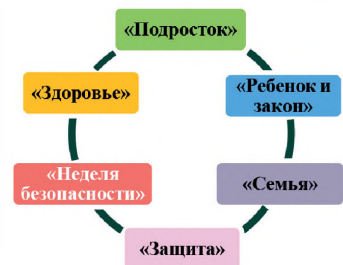 «Подросток»
«Ребенок и
закон»
«Семья»
«Защита»
«Неделя
безопасности»
«Здоровье»